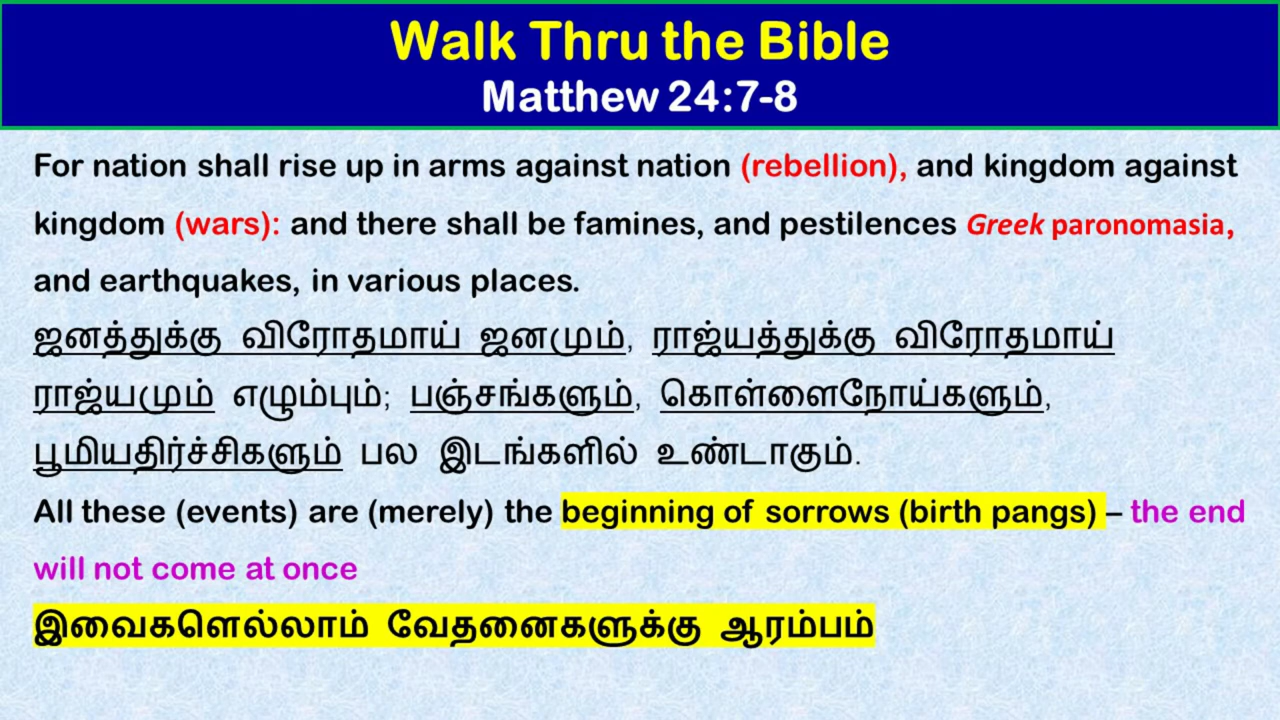 Walk Thru the Bible
Matthew 24:7-8
For nation shall rise up in arms against nation (rebellion), and kingdom against
kingdom (wars): and there shall be famines, and pestilences Greek paronomasia,
and earthquakes, in various places.
ஜனத்துக்கு விரோதமாய் ஜனமும், ராஜ்யத்துக்கு விரோதமாய்
ராஜ்யமும் எழும்பும்; பஞ்சங்களும், கொள்ளைநோய்களும்,
பூமியதிர்ச்சிகளும் பல இடங்களில் உண்டாகும்.
All these (events) are (merely) the beginning of sorrows (birth pangs) – the end
will not come at once
இவைகளெல்லாம் வேதனைகளுக்கு ஆரம்பம்